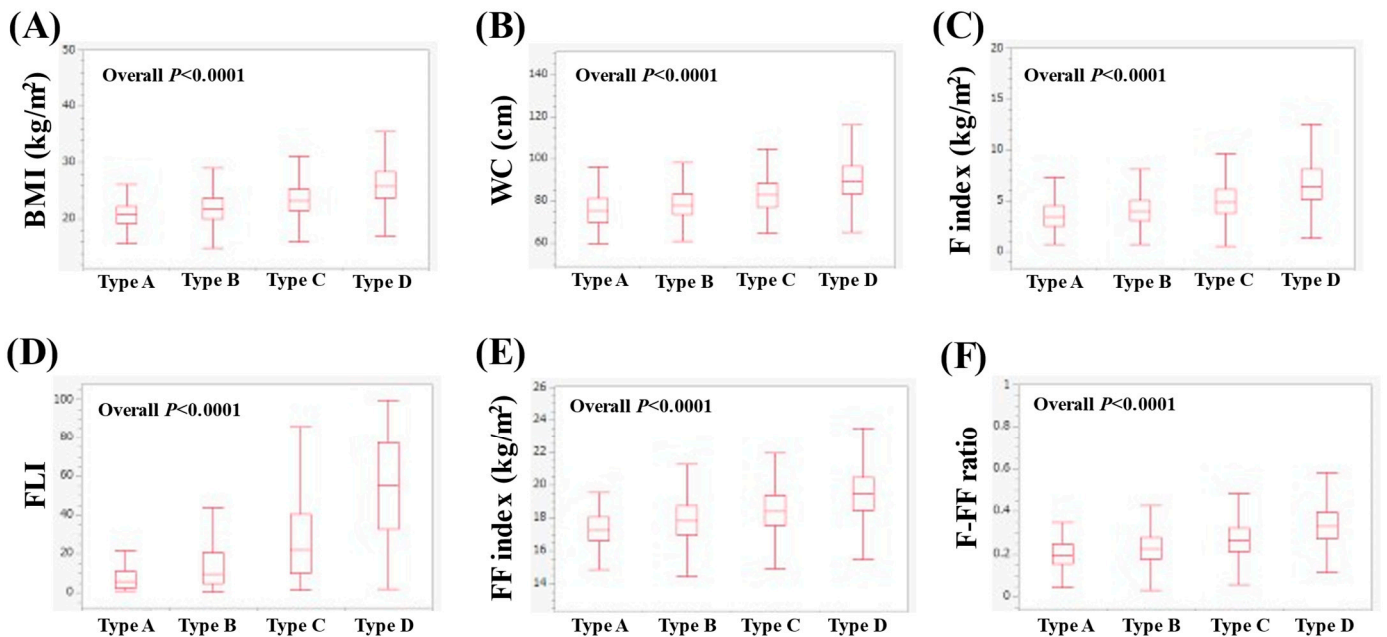 (A)
BMI (kg/m²)
50
40
30
20
Overall P<0.0001
Type A Type B Type C Type D
(B)
WC (cm)
140
120
100
80
60
Overall P<0.0001
Type A Type B Type C Type D
(C)
F index (kg/m²)
20
15
10
5
0
Overall P<0.0001
Type A Type B Type C Type D
(D)
FLI
100
80
60
40
20
0
Overall P<0.0001
Type A Type B Type C Type D
(E)
FF index (kg/m²)
26
24
22
20
18
16
14
Overall P<0.0001
Type A Type B Type C Type D
(F)
F-FF ratio
1
0.8
0.6
0.4
0.2
0
Overall P<0.0001
Type A Type B Type C Type D